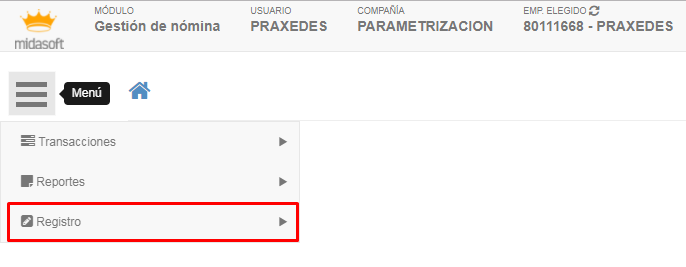 MÓDULO USUARIO COMPAÑÍA EMP. ELEGIDO
Gestión de nómina PRAXEDES PARAMETRIZACION 80111668 - PRAXEDES
midasoft
Menú
Transacciones
Reportes
Registro